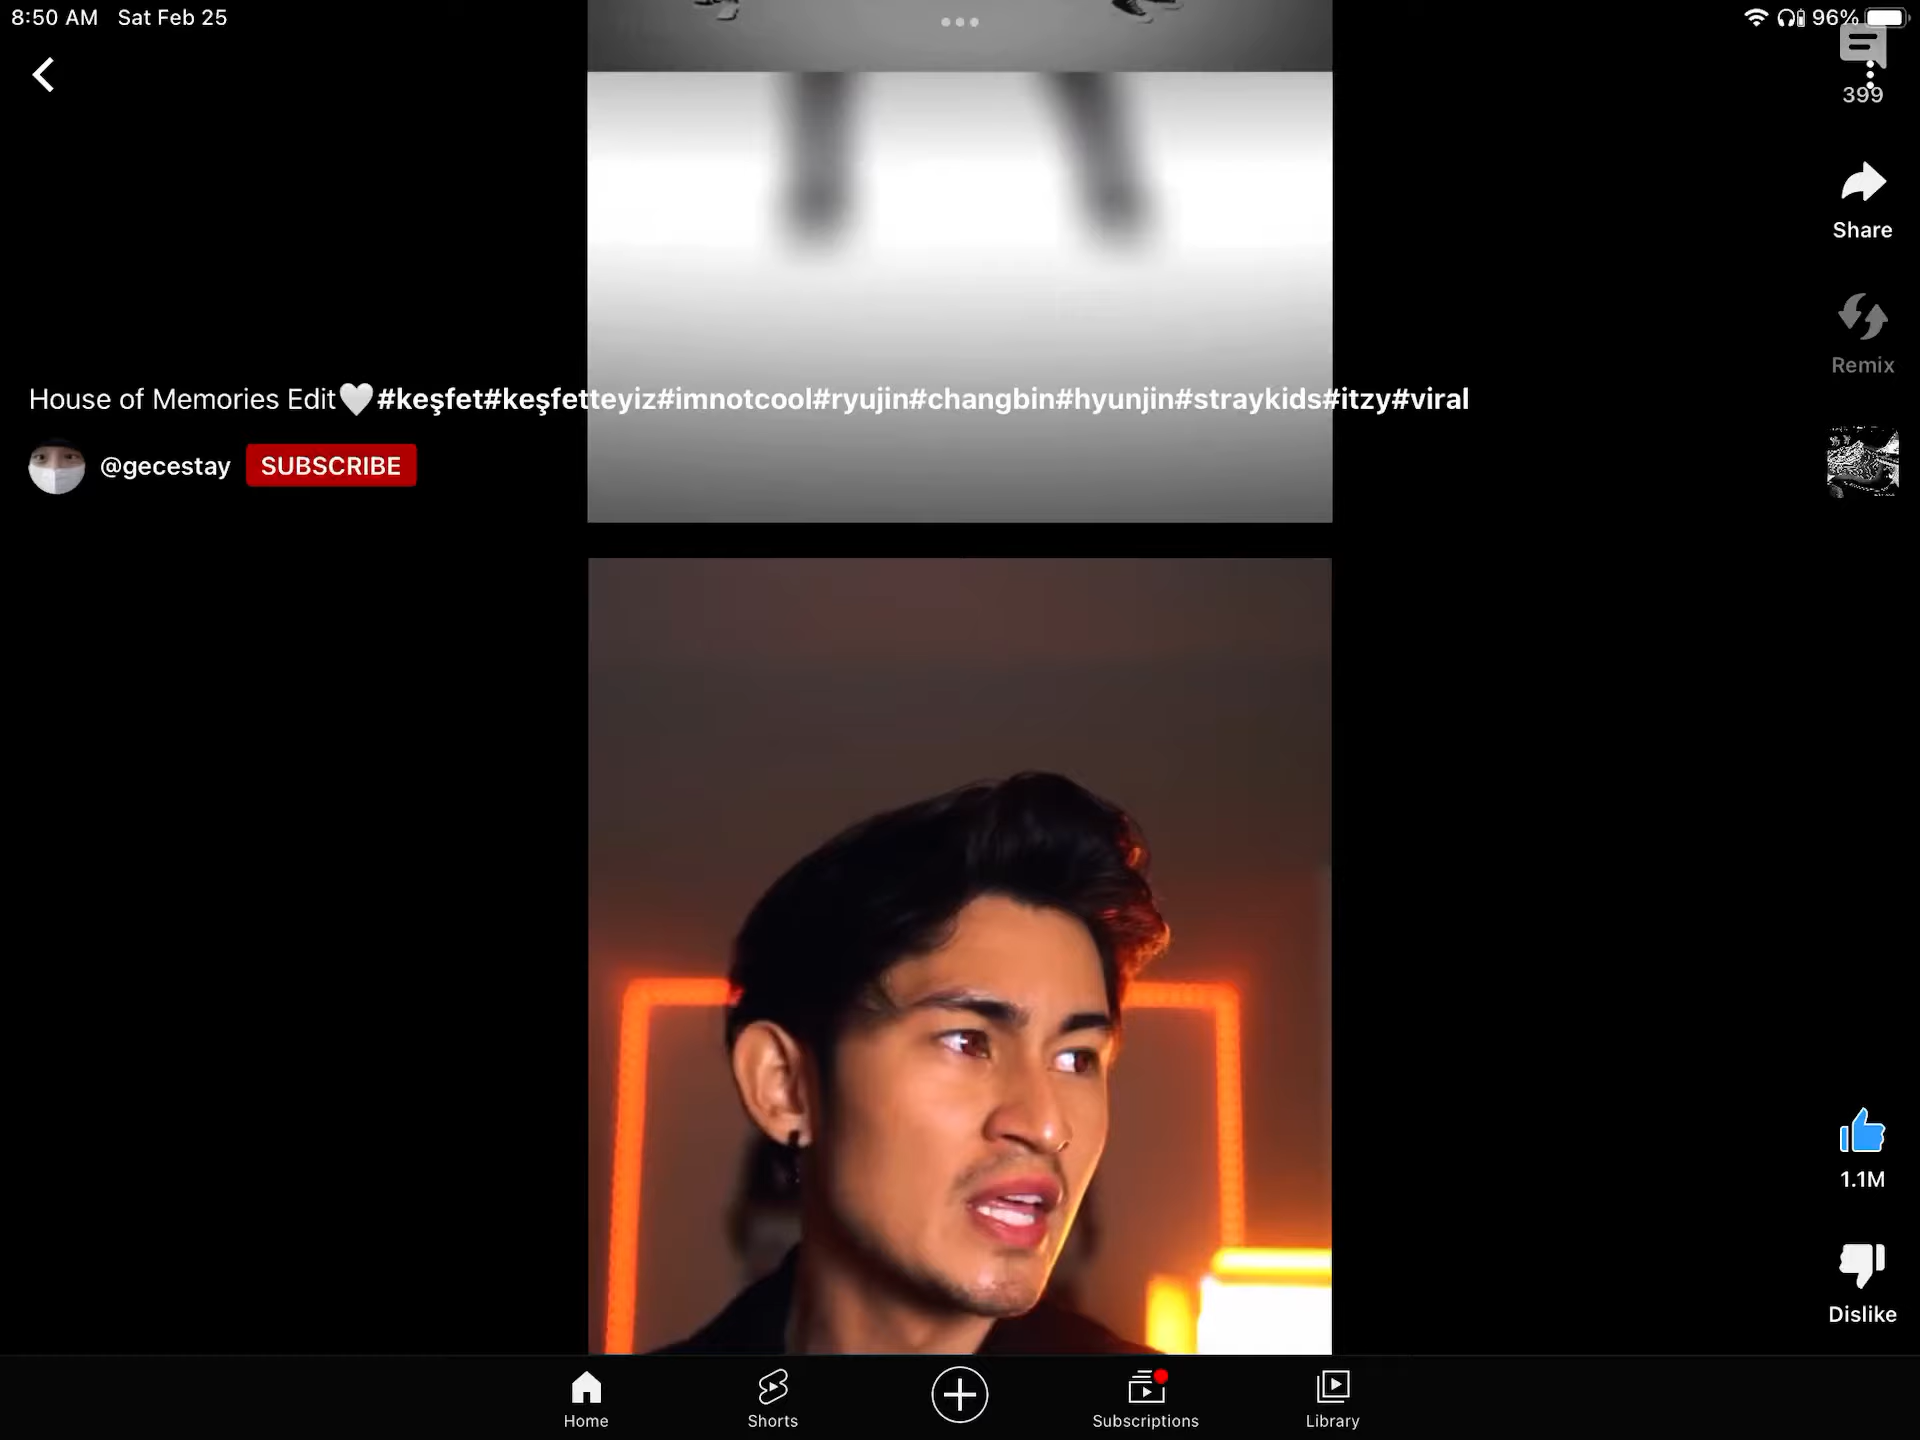 8:50 AM Sat Feb 25
96%
399
Share
Remix
House of Memories Edit🤍#keşfet#keşfetteyiz#imnotcool#ryujin#changbin#hyunjin#straykids#itzy#viral
@gecestay SUBSCRIBE
1.1M
Dislike
Home Shorts Subscriptions Library